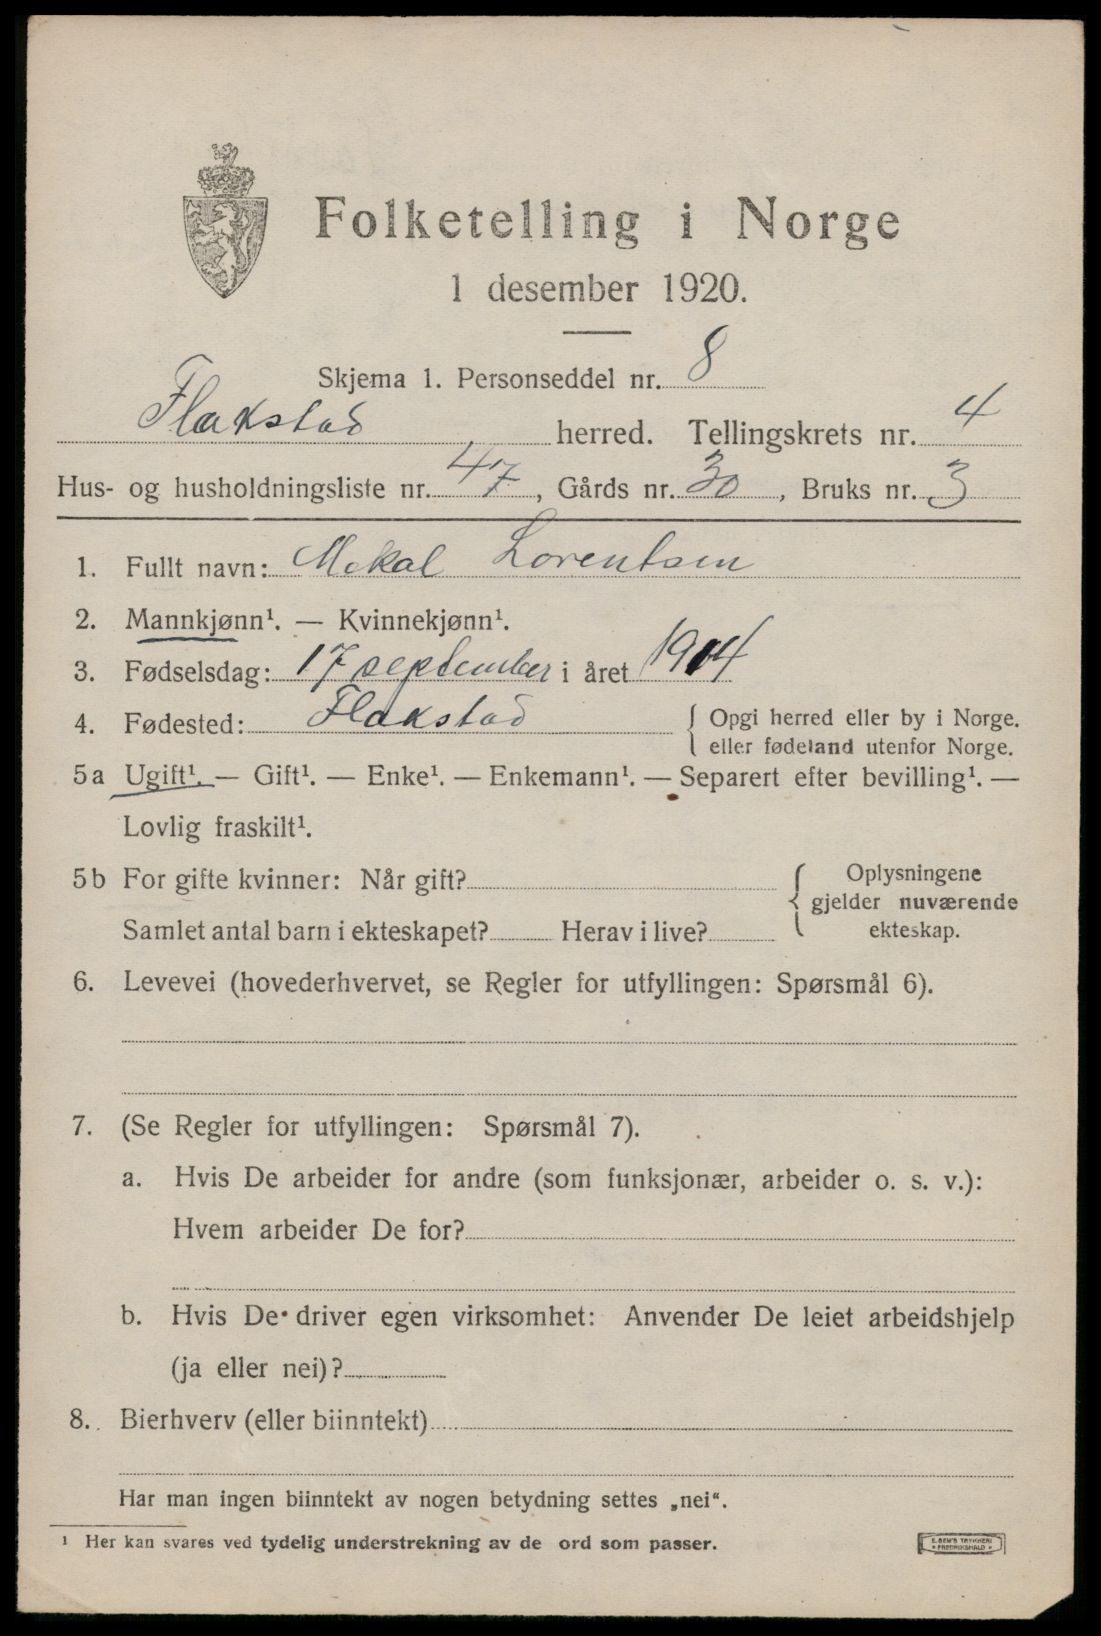 Folketelling i Norge
1 desember 1920.
Skjema 1. Personseddel nr. 8
Flakstad herred. Tellingskrets nr. 4
Hus- og husholdningsliste nr. 47, Gårds nr. 30, Bruks nr. 3
1. Fullt navn: Mekal Lorentsen
2. Mannkjønn¹. — Kvinnekjønn¹.
3. Fødselsdag: 17 september i året 1914
4. Fødested: Flakstad { Opgi herred eller by i Norge.
eller fødeland utenfor Norge.
5a Ugift¹. — Gift¹. — Enke¹. — Enkemann¹. — Separert efter bevilling¹. —
Lovlig fraskilt¹.
5b For gifte kvinner: Når gift? { Oplysningene
gjelder nuværende
Samlet antal barn i ekteskapet? Herav i live? ekteskap.
6. Levevei (hovederhvervet, se Regler for utfyllingen: Spørsmål 6).
7. (Se Regler for utfyllingen: Spørsmål 7).
a. Hvis De arbeider for andre (som funksjonær, arbeider o. s. v.):
Hvem arbeider De for?
b. Hvis De driver egen virksomhet: Anvender De leiet arbeidshjelp
(ja eller nei)?
8. Bierhverv (eller biinntekt)
Har man ingen biinntekt av nogen betydning settes „nei“.
¹ Her kan svares ved tydelig understrekning av de ord som passer.
E. SEM'S TRYKKERI
FREDRIKSHALD